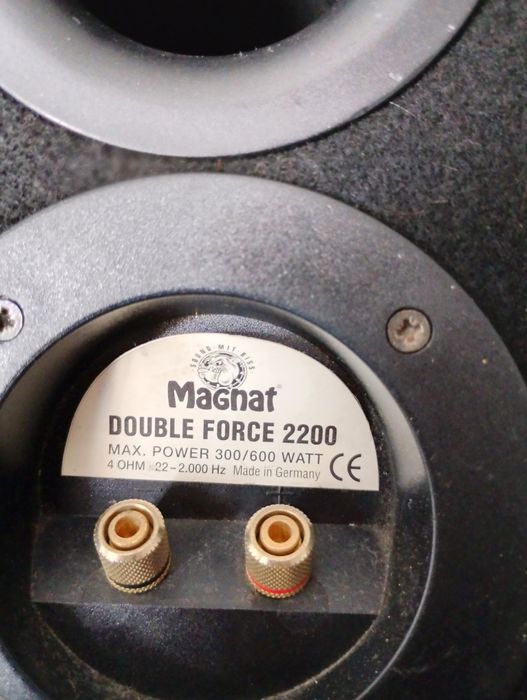 SOUND·MIT·BISS
Magnat®
DOUBLE FORCE 2200
MAX. POWER 300/600 WATT
4 OHM 22–2.000 Hz Made in Germany CE